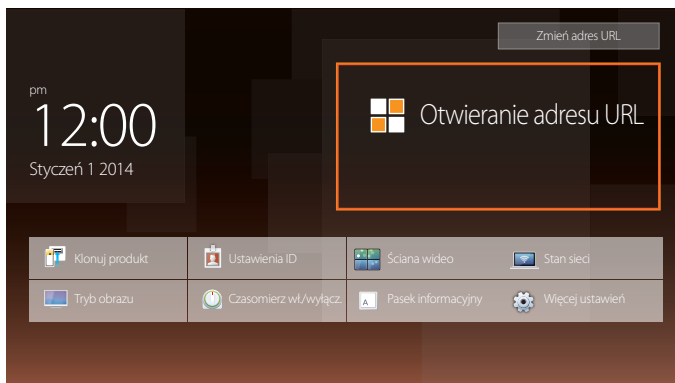 Zmień adres URL
pm
12:00
Styczeń 1 2014
Otwieranie adresu URL
Klonuj produkt
Ustawienia ID
Ściana wideo
Stan sieci
Tryb obrazu
Czasomierz wł./wyłącz.
A
Pasek informacyjny
Więcej ustawień